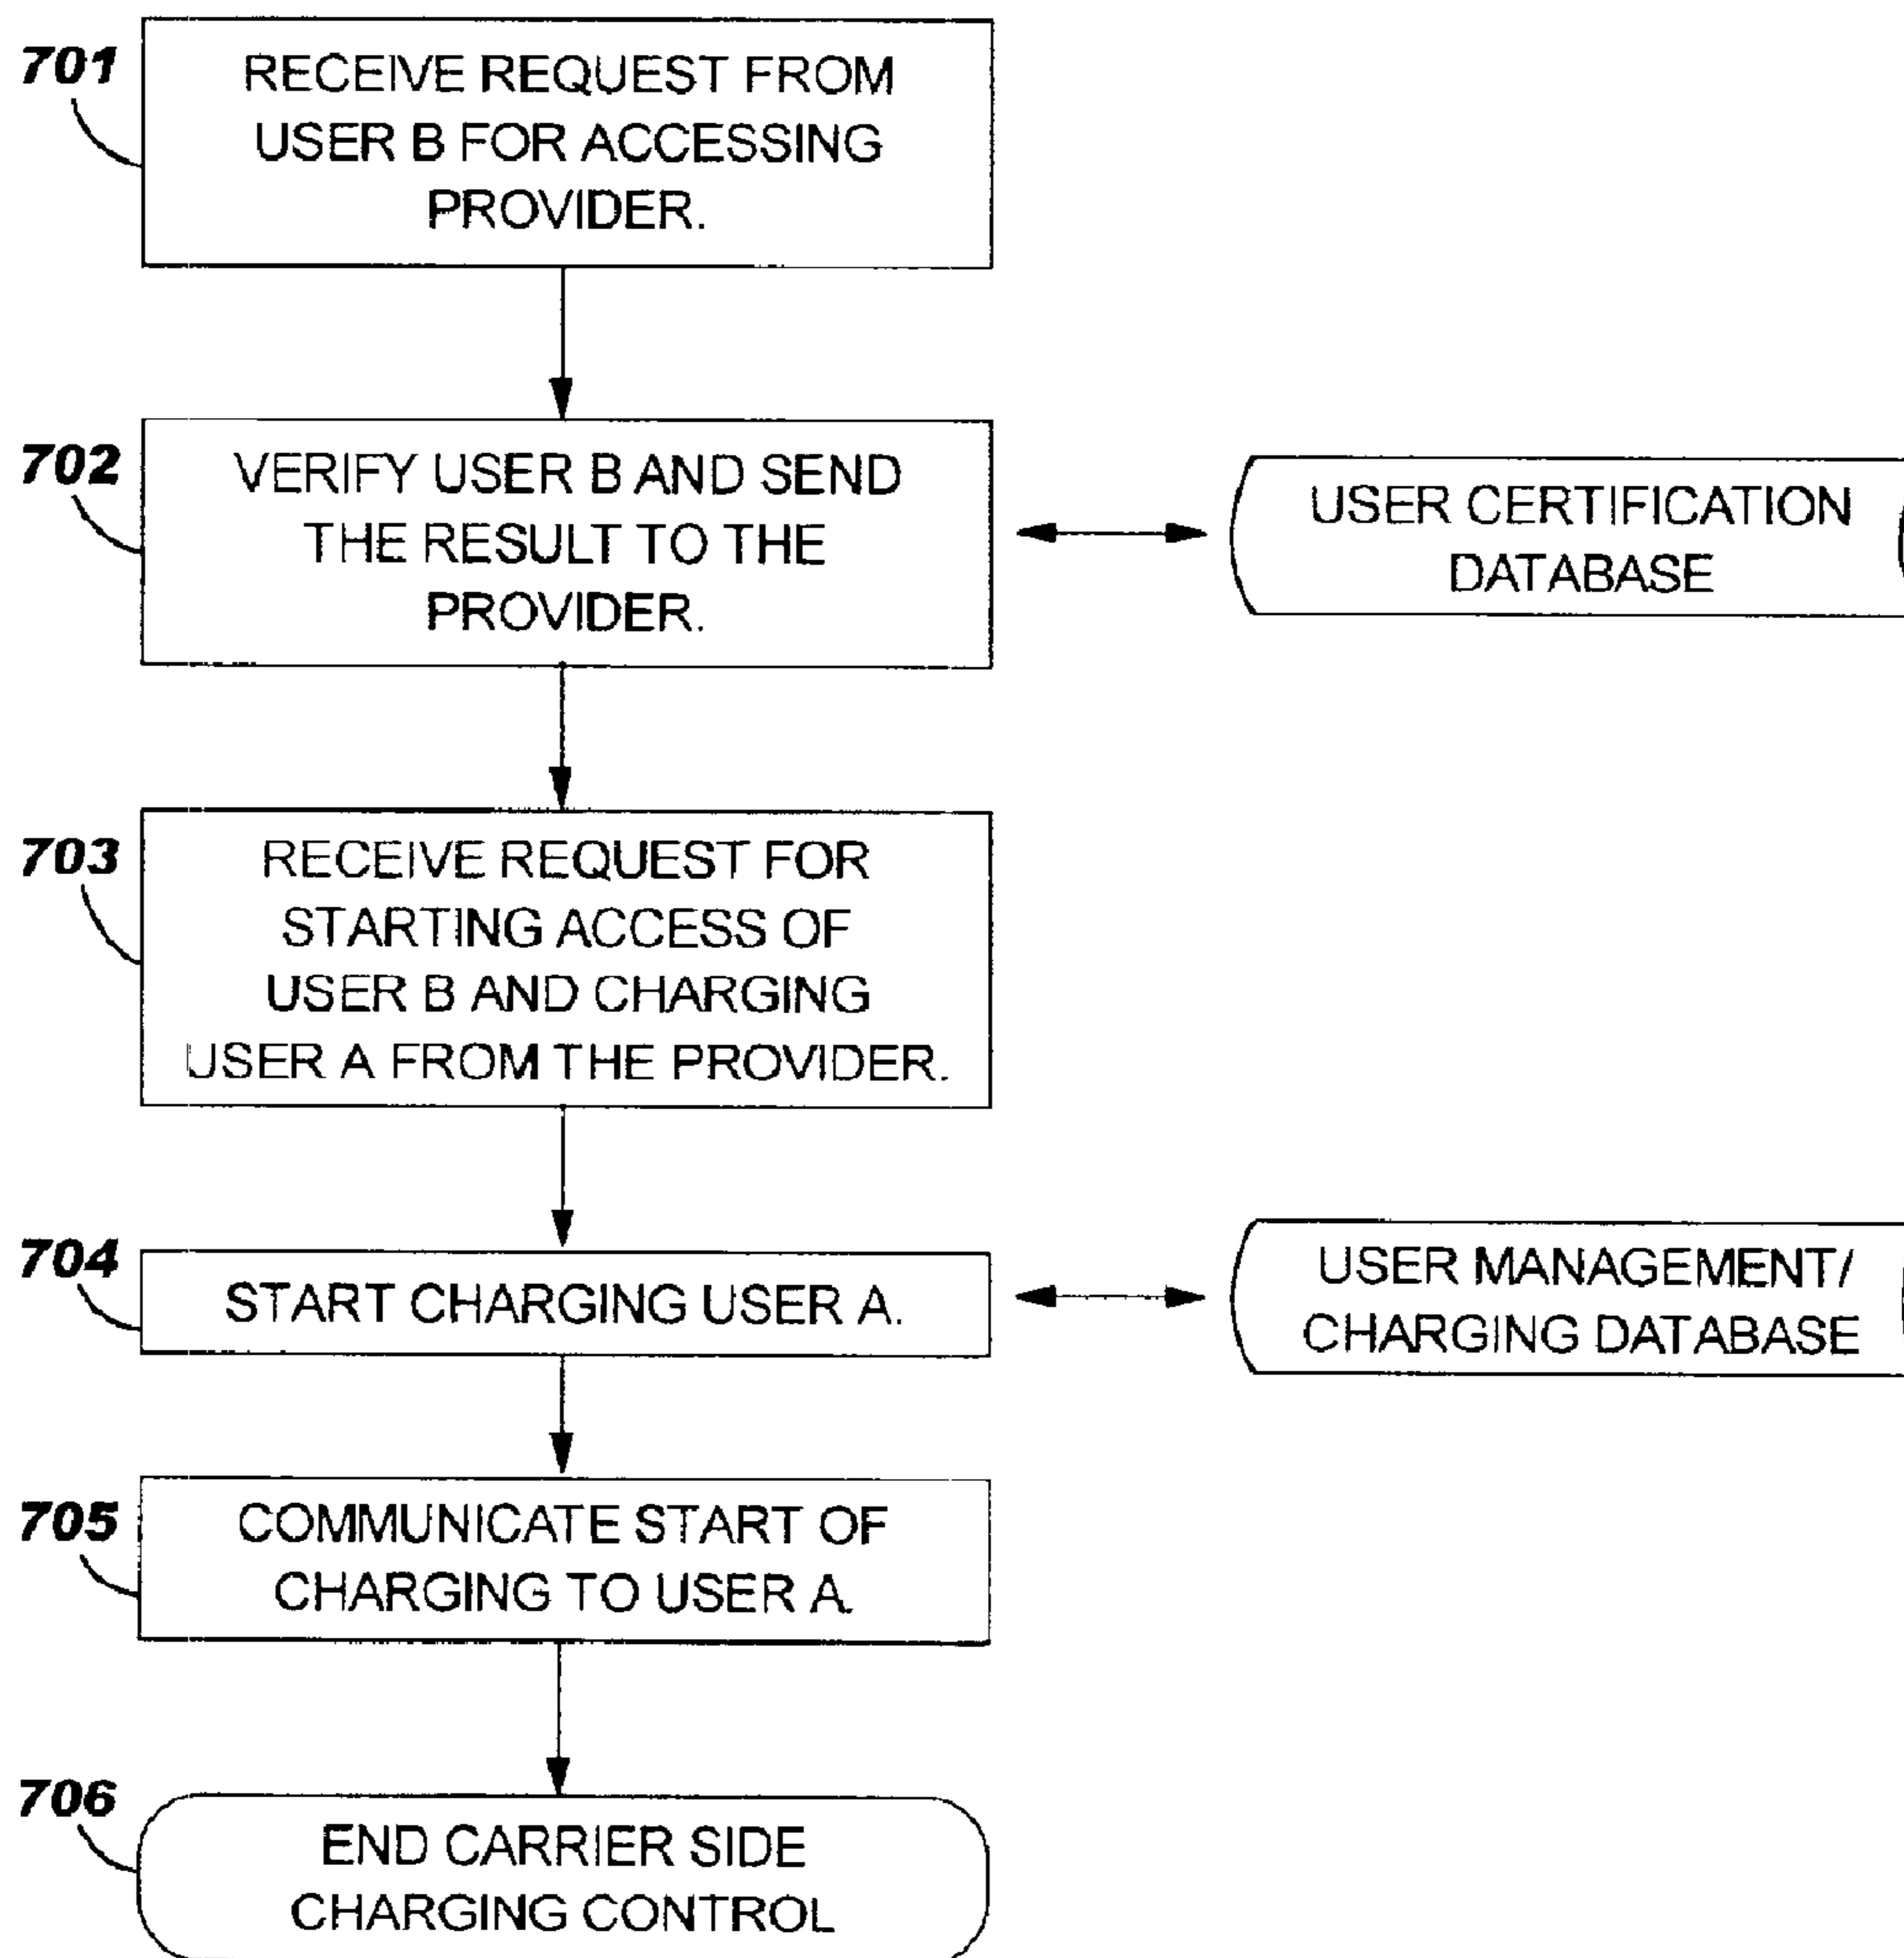 701
RECEIVE REQUEST FROM
USER B FOR ACCESSING
PROVIDER.
702
VERIFY USER B AND SEND
THE RESULT TO THE
PROVIDER.
USER CERTIFICATION
DATABASE
703
RECEIVE REQUEST FOR
STARTING ACCESS OF
USER B AND CHARGING
USER A FROM THE PROVIDER.
704
START CHARGING USER A.
USER MANAGEMENT/
CHARGING DATABASE
705
COMMUNICATE START OF
CHARGING TO USER A.
706
END CARRIER SIDE
CHARGING CONTROL